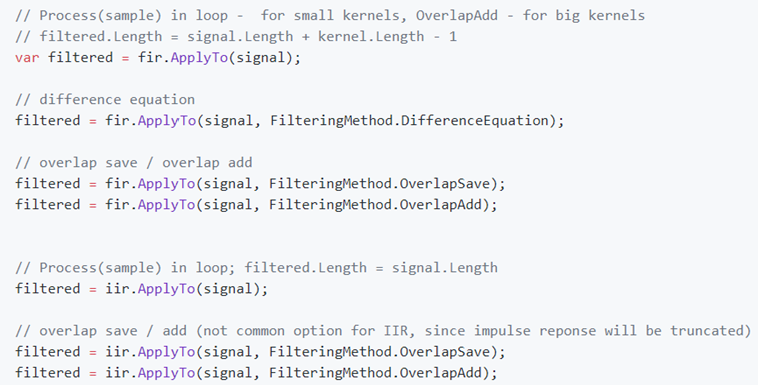 // Process(sample) in loop -  for small kernels, OverlapAdd - for big kernels
// filtered.Length = signal.Length + kernel.Length - 1
var filtered = fir.ApplyTo(signal);
// difference equation
filtered = fir.ApplyTo(signal, FilteringMethod.DifferenceEquation);
// overlap save / overlap add
filtered = fir.ApplyTo(signal, FilteringMethod.OverlapSave);
filtered = fir.ApplyTo(signal, FilteringMethod.OverlapAdd);
// Process(sample) in loop; filtered.Length = signal.Length
filtered = iir.ApplyTo(signal);
// overlap save / add (not common option for IIR, since impulse reponse will be truncated)
filtered = iir.ApplyTo(signal, FilteringMethod.OverlapSave);
filtered = iir.ApplyTo(signal, FilteringMethod.OverlapAdd);